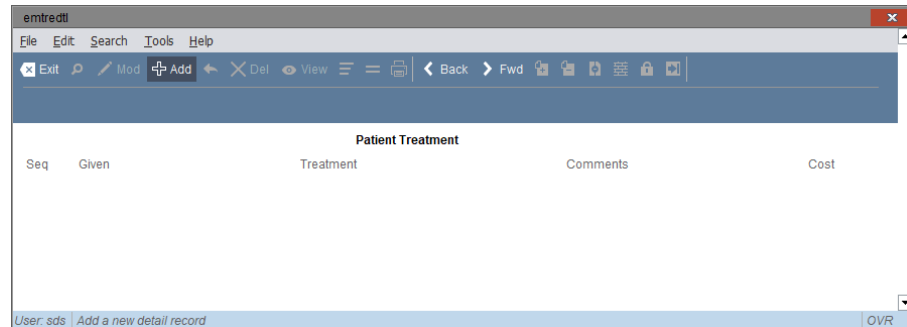 emtredtl
File Edit Search Tools Help
Exit Mod Add Del View Back Fwd
Patient Treatment
Seq Given Treatment Comments Cost
User: sds Add a new detail record OVR